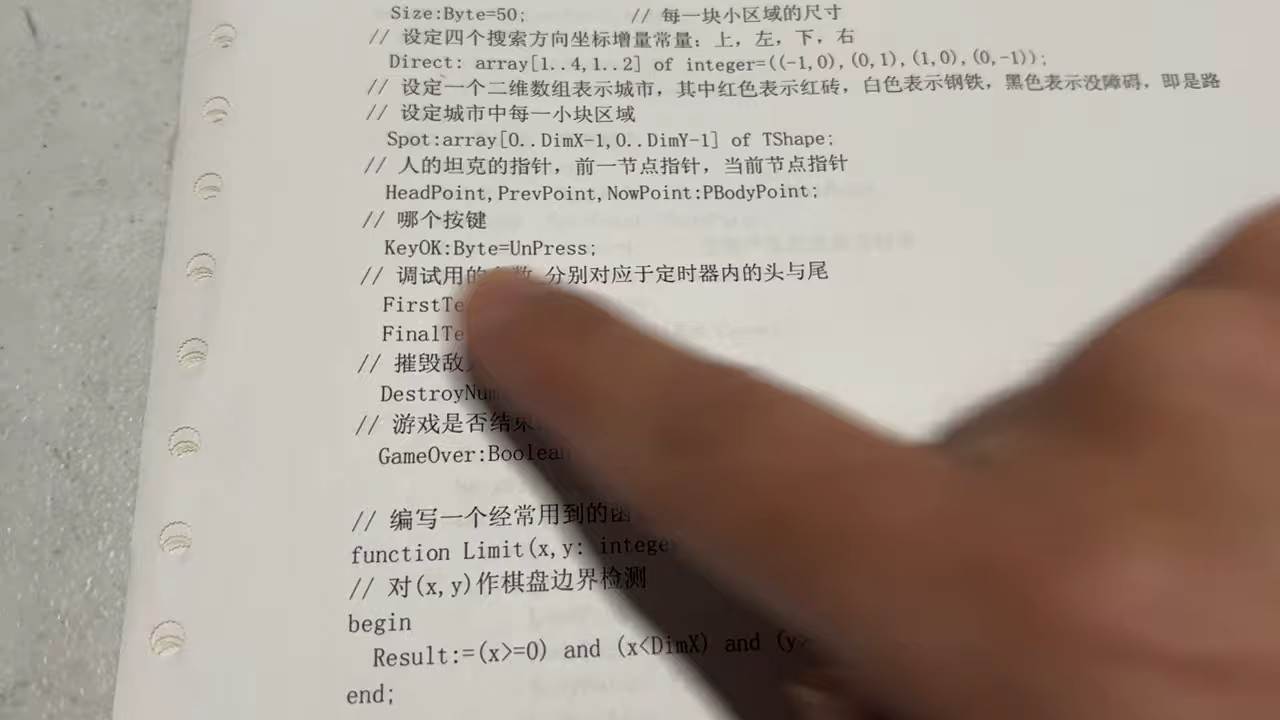 Size:Byte=50; // 每一块小区域的尺寸
// 设定四个搜索方向坐标增量常量：上，左，下，右
Direct: array[1..4,1..2] of integer=((-1,0),(0,1),(1,0),(0,-1));
// 设定一个二维数组表示城市，其中红色表示红砖，白色表示钢铁，黑色表示没障碍，即是路
// 设定城市中每一小块区域
Spot:array[0..DimX-1,0..DimY-1] of TShape;
// 人的坦克的指针，前一节点指针，当前节点指针
HeadPoint,PrevPoint,NowPoint:PBodyPoint;
// 哪个按键
KeyOK:Byte=UnPress;
// 调试用的 数 分别对应于定时器内的头与尾
FirstTe
FinalTe
// 摧毁敌
DestroyNum
// 游戏是否结束
GameOver:Boolean
// 编写一个经常用到的函
function Limit(x,y: intege
// 对(x,y)作棋盘边界检测
begin
Result:=(x>=0) and (x<DimX) and (y>
end;